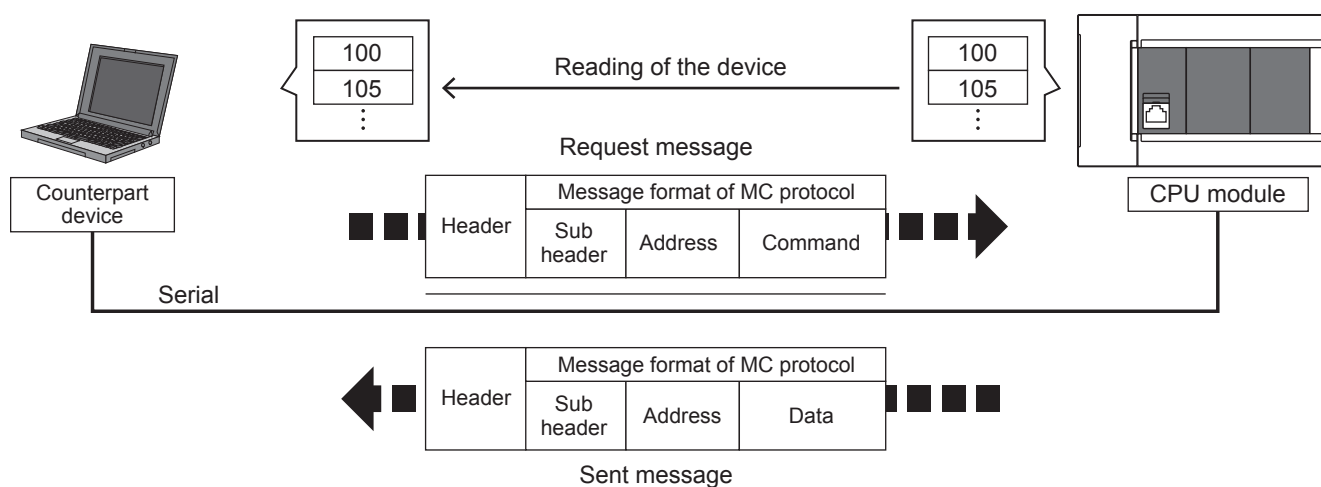 100
105
⋮
Reading of the device
100
105
⋮
Request message
Counterpart
device
CPU module
Header
Message format of MC protocol
Sub
header
Address
Command
Serial
Header
Message format of MC protocol
Sub
header
Address
Data
Sent message